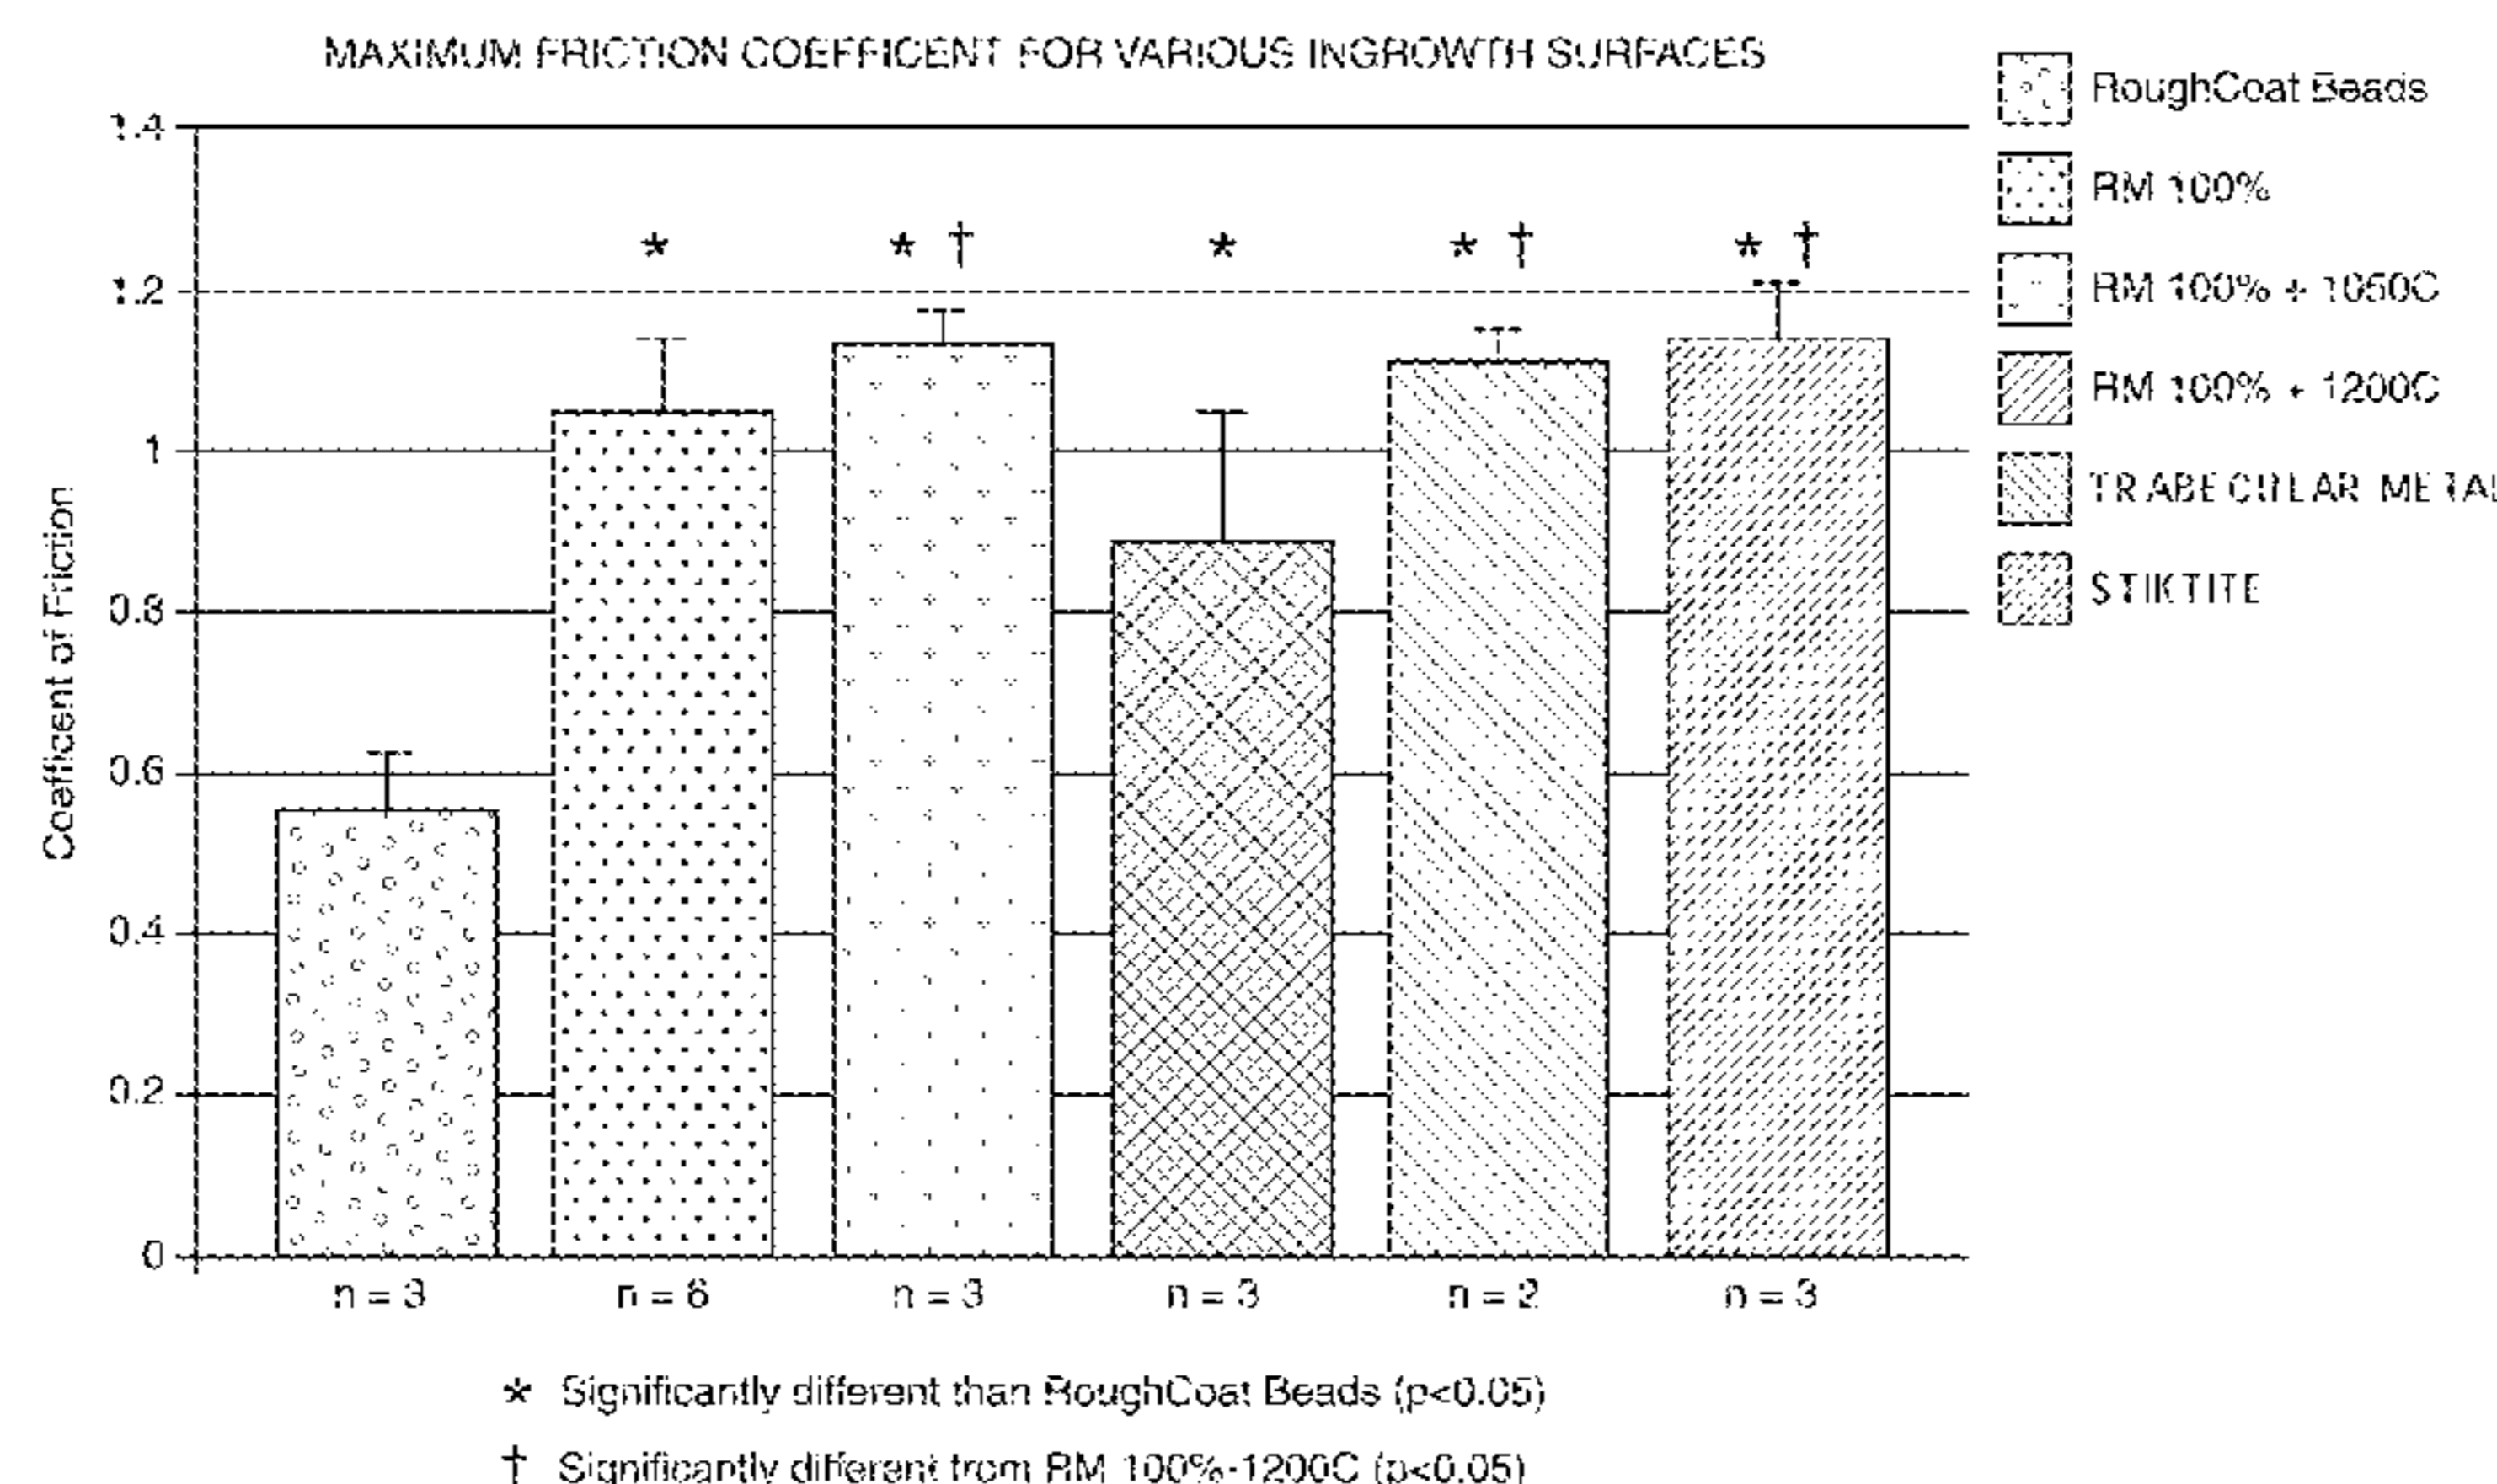 MAXIMUM FRICTION COEFFICENT FOR VARIOUS INGROWTH SURFACES
RoughCoat Beads
RM 100%
RM 100% + 1050C
RM 100% + 1200C
TRABECULAR METAL
STIKTITE
Coefficent of Friction
1.4
1.2
1
0.8
0.6
0.4
0.2
0
* * † * * † * †
n = 3 n = 6 n = 3 n = 3 n = 2 n = 3
* Significantly different than RoughCoat Beads (p<0.05)
† Significantly different from RM 100%-1200C (p<0.05)